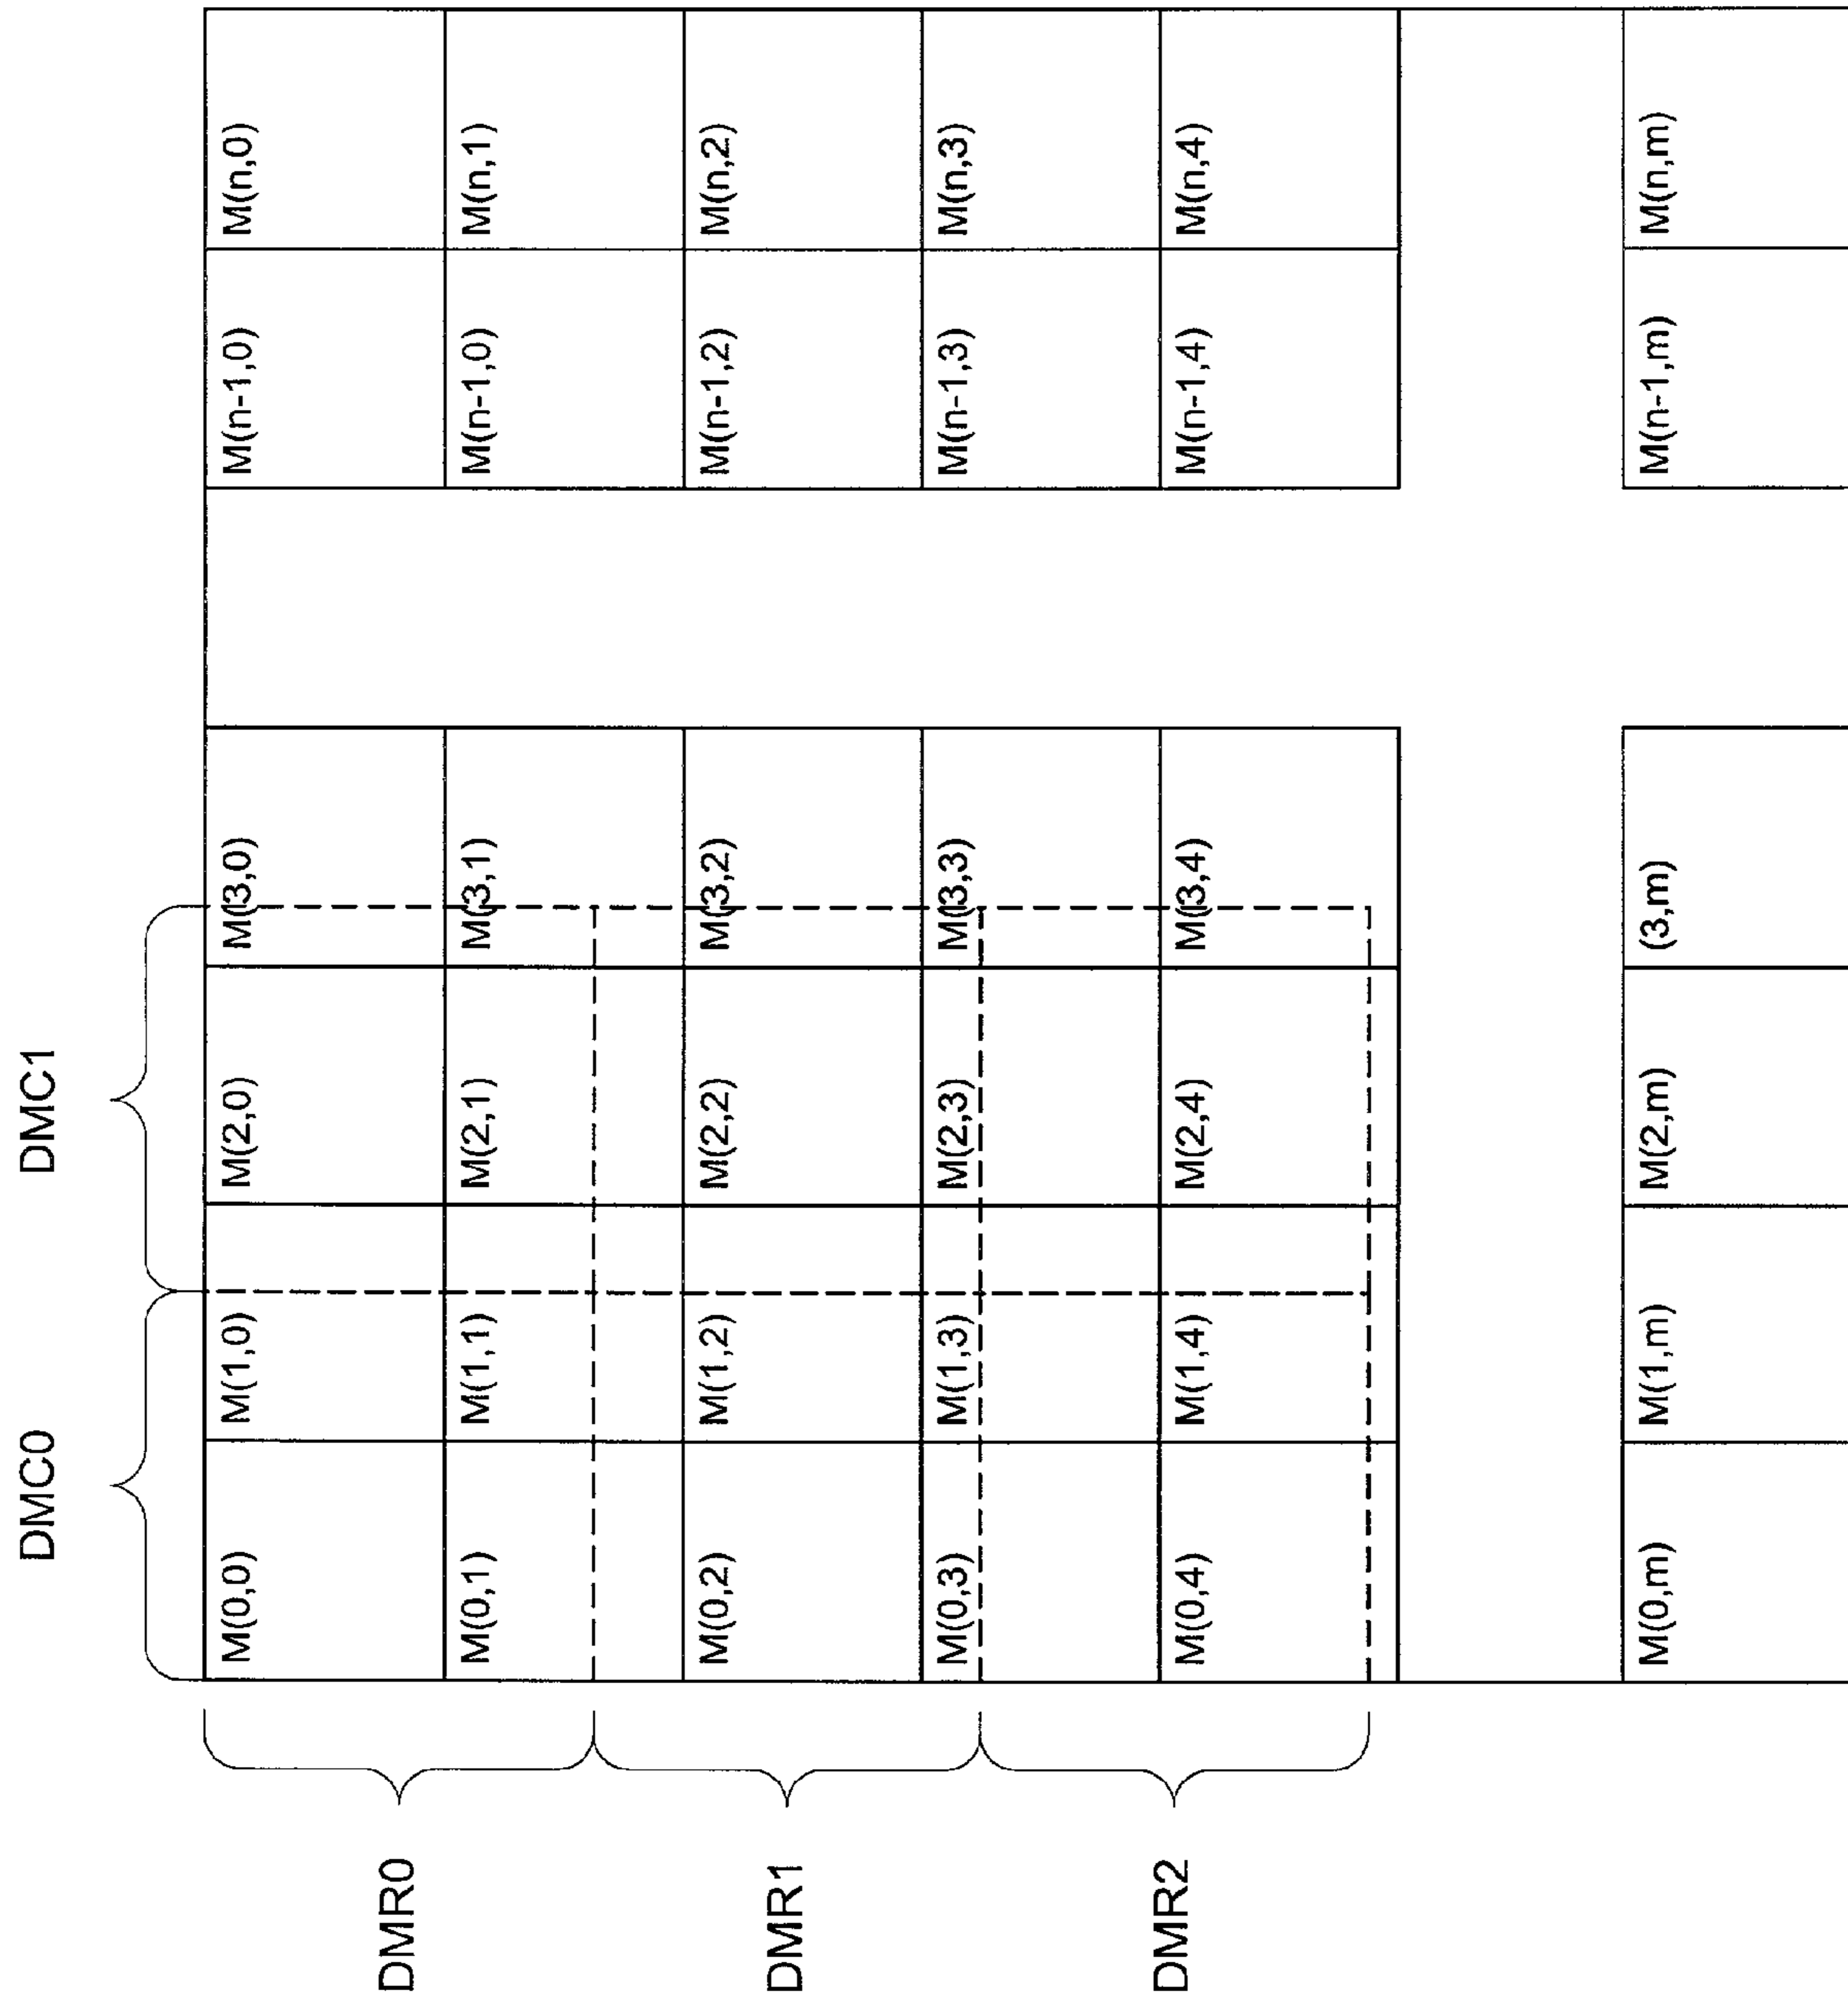 DMC0 DMC1
M(0,0) M(1,0) M(2,0) M(3,0) M(n-1,0) M(n,0)
DMR0
M(0,1) M(1,1) M(2,1) M(3,1) M(n-1,0) M(n,1)
M(0,2) M(1,2) M(2,2) M(3,2) M(n-1,2) M(n,2)
DMR1
M(0,3) M(1,3) M(2,3) M(3,3) M(n-1,3) M(n,3)
DMR2
M(0,4) M(1,4) M(2,4) M(3,4) M(n-1,4) M(n,4)
M(0,m) M(1,m) M(2,m) (3,m) M(n-1,m) M(n,m)